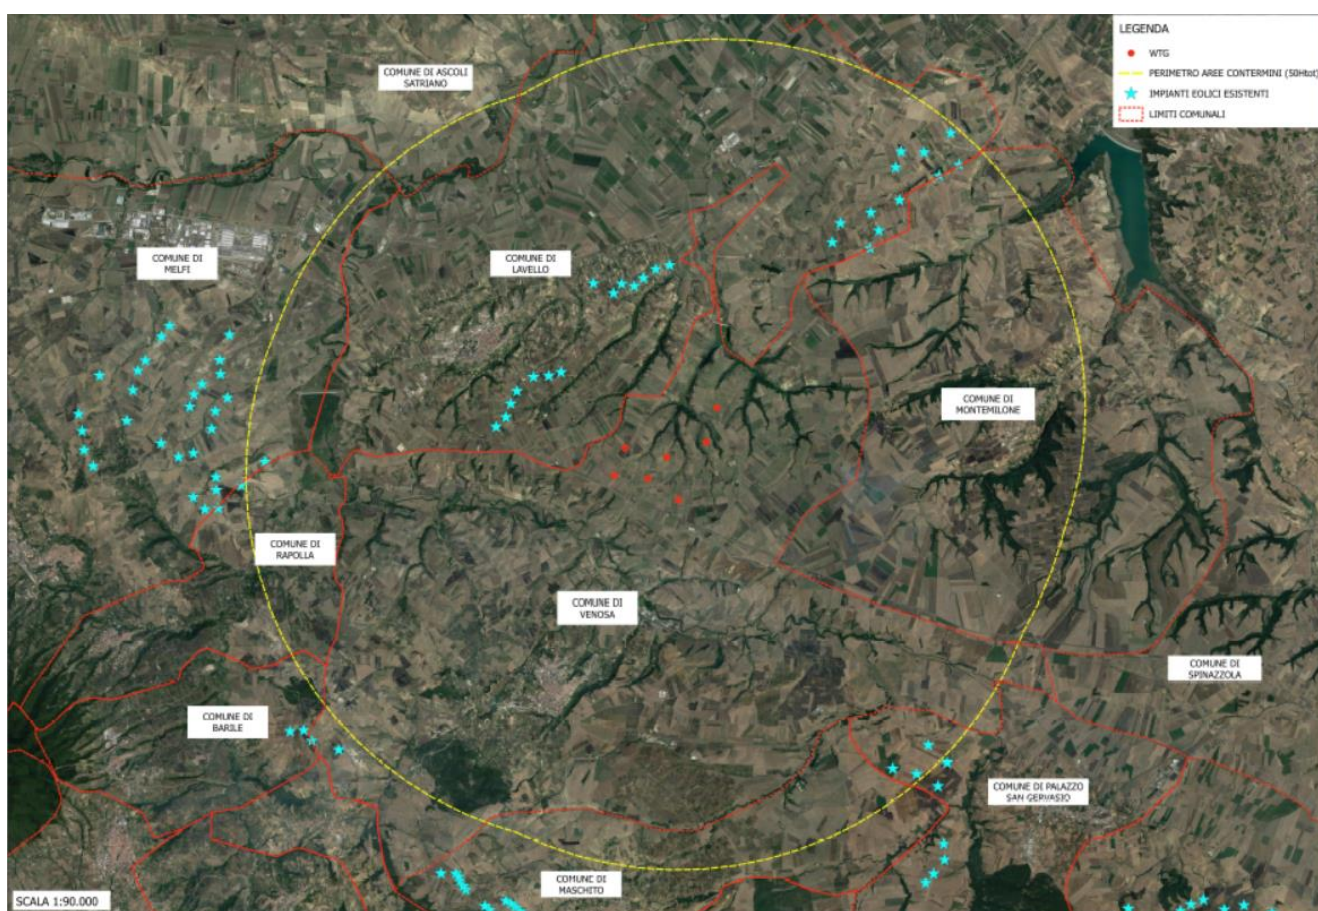 LEGENDA
WTG
PERIMETRO AREE CONTERMINI (50Htot)
IMPIANTI EOLICI ESISTENTI
LIMITI COMUNALI
COMUNE DI ASCOLI
SATRIANO
COMUNE DI
MELFI
COMUNE DI
LAVELLO
COMUNE DI
MONTEMILONE
COMUNE DI
RAPOLLA
COMUNE DI
VENOSA
COMUNE DI
SPINAZZOLA
COMUNE DI
BARILE
COMUNE DI PALAZZO
SAN GERVASIO
COMUNE DI
MASCHITO
SCALA 1:90.000